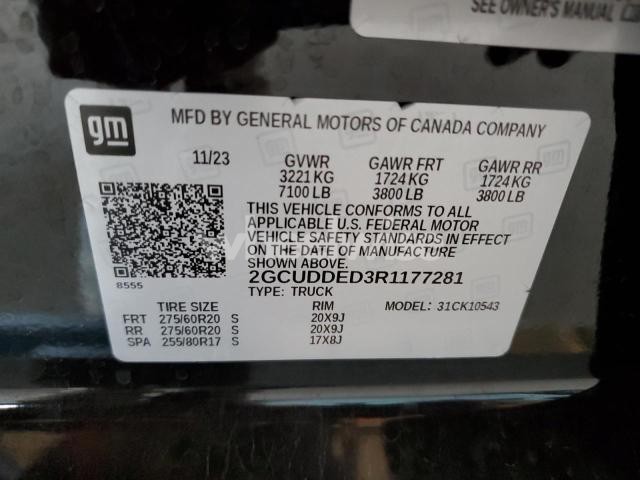 SEE OWNER'S MANUAL
gm
MFD BY GENERAL MOTORS OF CANADA COMPANY
11/23 GVWR GAWR FRT GAWR RR
3221 KG 1724 KG 1724 KG
7100 LB 3800 LB 3800 LB
THIS VEHICLE CONFORMS TO ALL
APPLICABLE U.S. FEDERAL MOTOR
VEHICLE SAFETY STANDARDS IN EFFECT
ON THE DATE OF MANUFACTURE
SHOWN ABOVE.
8555
2GCUDDED3R1177281
TYPE: TRUCK
TIRE SIZE RIM MODEL: 31CK10543
FRT 275/60R20 S 20X9J
RR 275/60R20 S 20X9J
SPA 255/80R17 S 17X8J